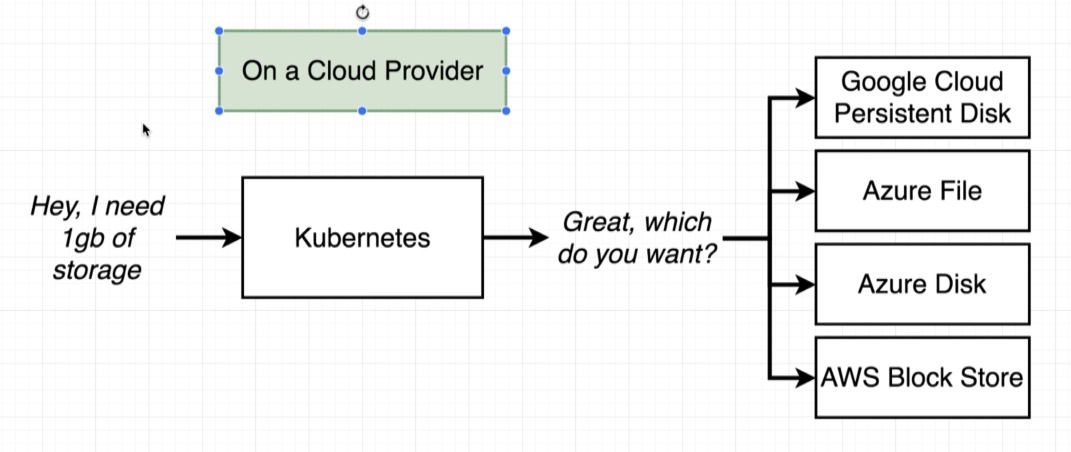 On a Cloud Provider
Hey, I need
1gb of
storage
Kubernetes
Great, which
do you want?
Google Cloud
Persistent Disk
Azure File
Azure Disk
AWS Block Store